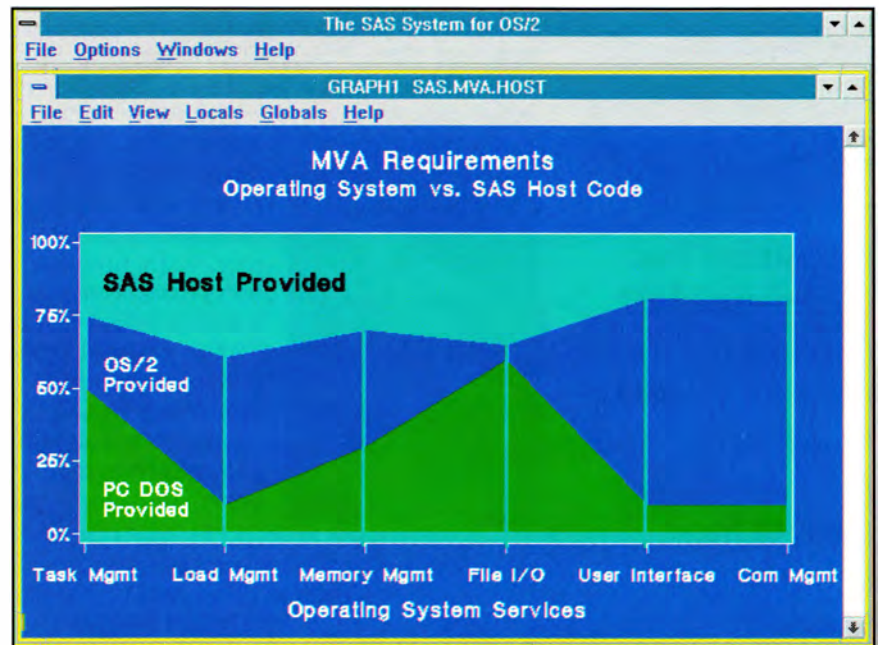 The SAS System for OS/2
File Options Windows Help
GRAPH1 SAS.MVA.HOST
File Edit View Locals Globals Help
MVA Requirements
Operating System vs. SAS Host Code
100%
SAS Host Provided
75%
OS/2
Provided
50%
25%
PC DOS
Provided
0%
Task Mgmt Load Mgmt Memory Mgmt File I/O User Interface Com Mgmt
Operating System Services